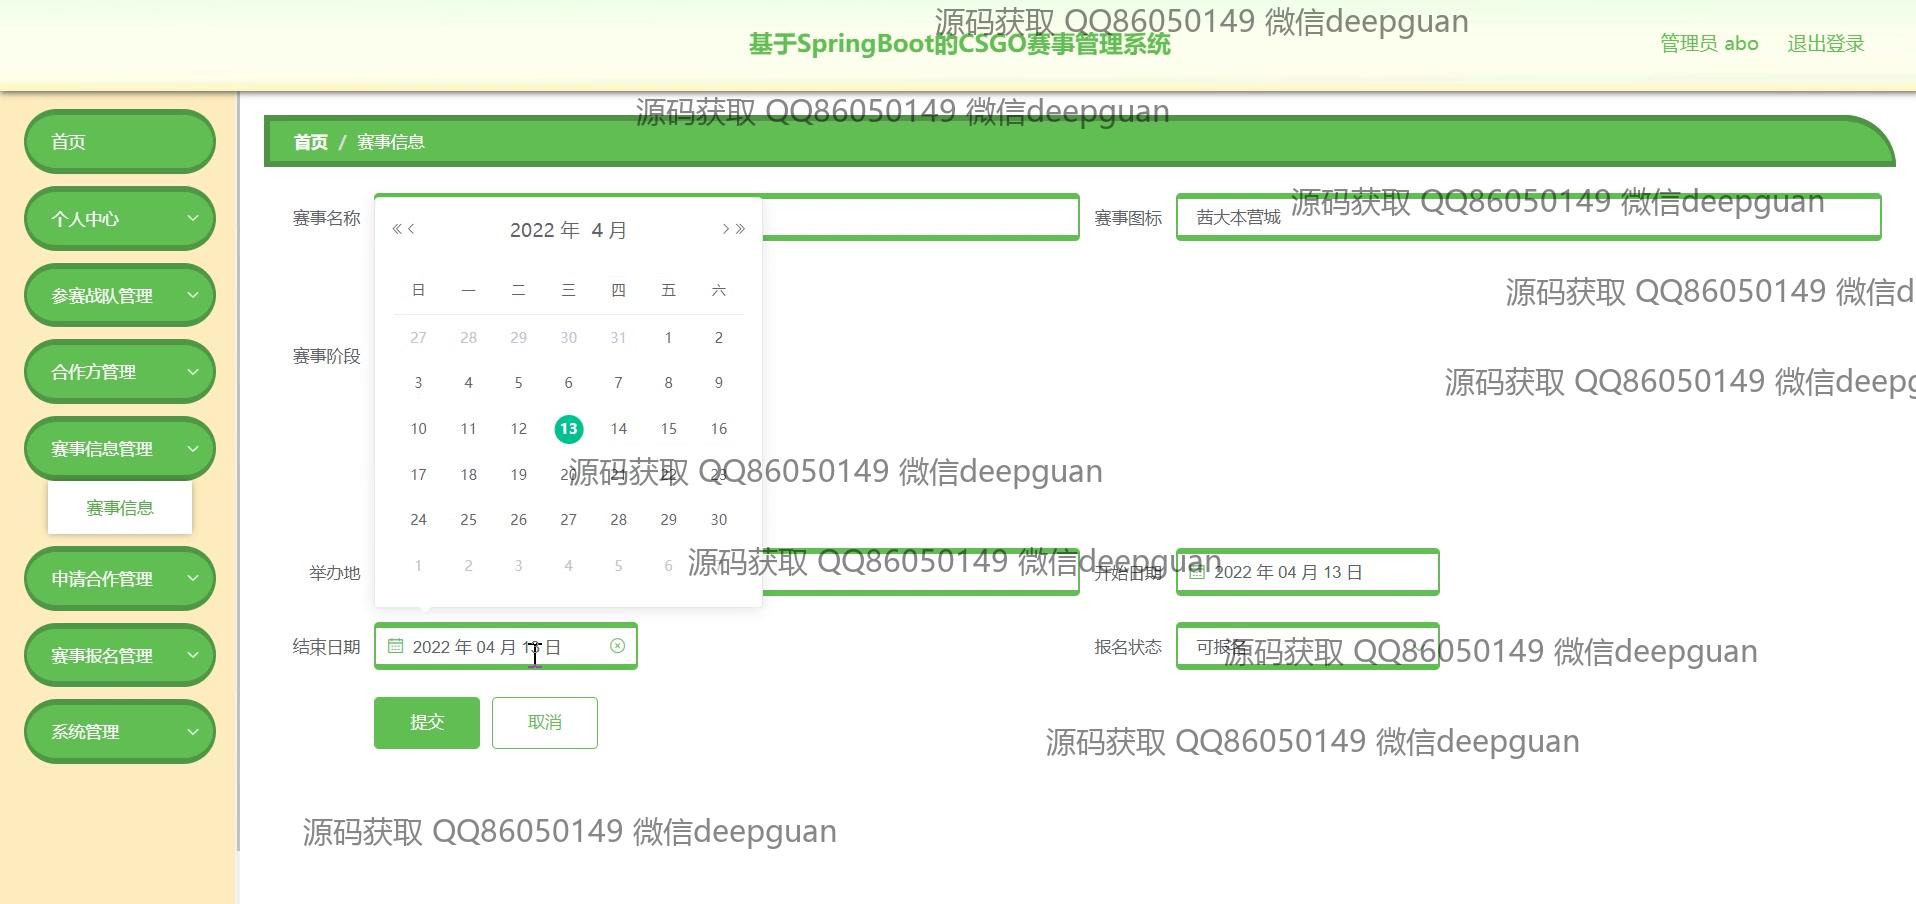 源码获取 QQ86050149 微信deepguan
基于SpringBoot的CSGO赛事管理系统
管理员 abo 退出登录
源码获取 QQ86050149 微信deepguan
首页
首页 / 赛事信息
源码获取 QQ86050149 微信deepguan
个人中心
赛事名称
赛事图标 茜大本营城
2022 年 4 月
源码获取 QQ86050149 微信d
参赛战队管理
日 一 二 三 四 五 六
27 28 29 30 31 1 2
赛事阶段
合作方管理
3 4 5 6 7 8 9
源码获取 QQ86050149 微信deepg
10 11 12 13 14 15 16
赛事信息管理
17 18 19 20 21 22 23
源码获取 QQ86050149 微信deepguan
赛事信息
24 25 26 27 28 29 30
1 2 3 4 5 6
源码获取 QQ86050149 微信deepguan
申请合作管理
举办地
开始日期 2022 年 04 月 13 日
结束日期 2022 年 04 月 13 日
报名状态 可报名
源码获取 QQ86050149 微信deepguan
赛事报名管理
提交 取消
系统管理
源码获取 QQ86050149 微信deepguan
源码获取 QQ86050149 微信deepguan